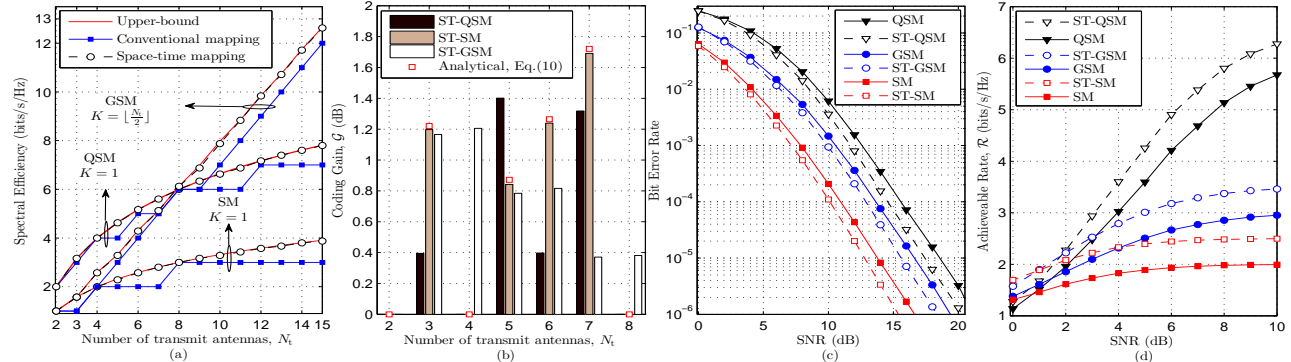 Upper-bound
Conventional mapping
Space-time mapping
GSM
K = ⌊Nt/2⌋
QSM
K = 1
SM
K = 1
Spectral Efficiency (bits/s/Hz)
12
10
8
6
4
2
2 3 4 5 6 7 8 9 10 11 12 13 14 15
Number of transmit antennas, Nt
(a)
ST-QSM
ST-SM
ST-GSM
Analytical, Eq.(10)
Coding Gain, G (dB)
2
1.8
1.6
1.4
1.2
1
0.8
0.6
0.4
0.2
0
2 3 4 5 6 7 8
Number of transmit antennas, Nt
(b)
QSM
ST-QSM
GSM
ST-GSM
SM
ST-SM
Bit Error Rate
10⁻¹
10⁻²
10⁻³
10⁻⁴
10⁻⁵
10⁻⁶
0 5 10 15 20
SNR (dB)
(c)
ST-QSM
QSM
ST-GSM
GSM
ST-SM
SM
Achieveable Rate, R (bits/s/Hz)
7
6
5
4
3
2
1
0 2 4 6 8 10
SNR (dB)
(d)